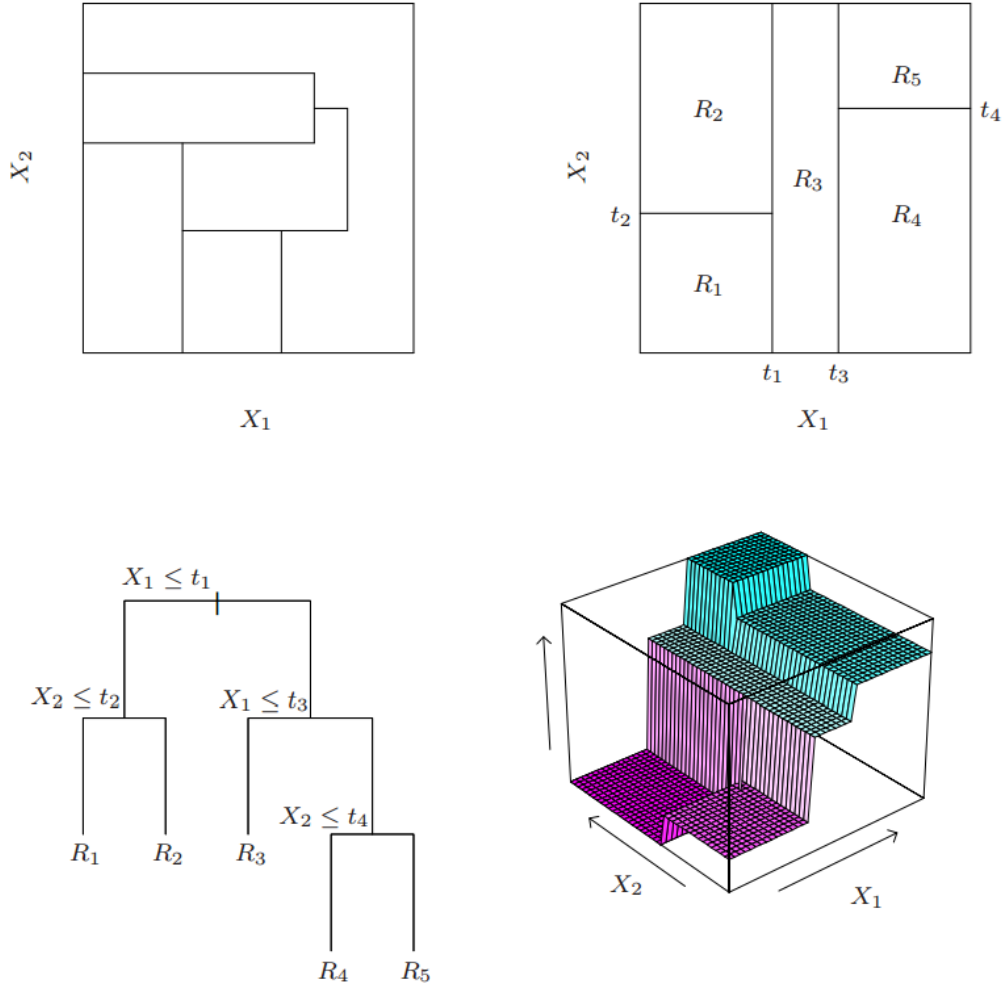 X₂
X₁
R₂
R₅
t₄
X₂
R₃
t₂
R₄
R₁
t₁
t₃
X₁
X₁ ≤ t₁
X₂ ≤ t₂
X₁ ≤ t₃
X₂ ≤ t₄
R₁
R₂
R₃
R₄
R₅
X₂
X₁